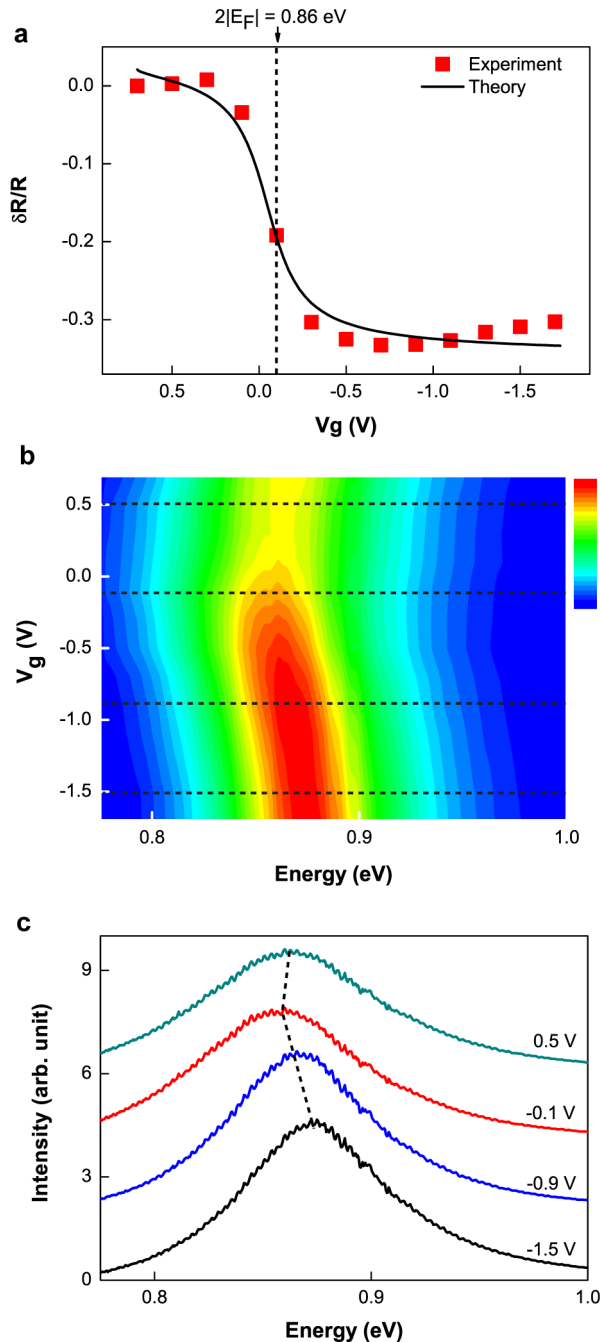 2|E_F| = 0.86 eV
a
Experiment
Theory
0.0
-0.1
-0.2
-0.3
δR/R
0.5 0.0 -0.5 -1.0 -1.5
Vg (V)
b
0.5
0.0
-0.5
-1.0
-1.5
V_g (V)
0.8 0.9 1.0
Energy (eV)
c
9
6
3
0
Intensity (arb. unit)
0.5 V
-0.1 V
-0.9 V
-1.5 V
0.8 0.9 1.0
Energy (eV)